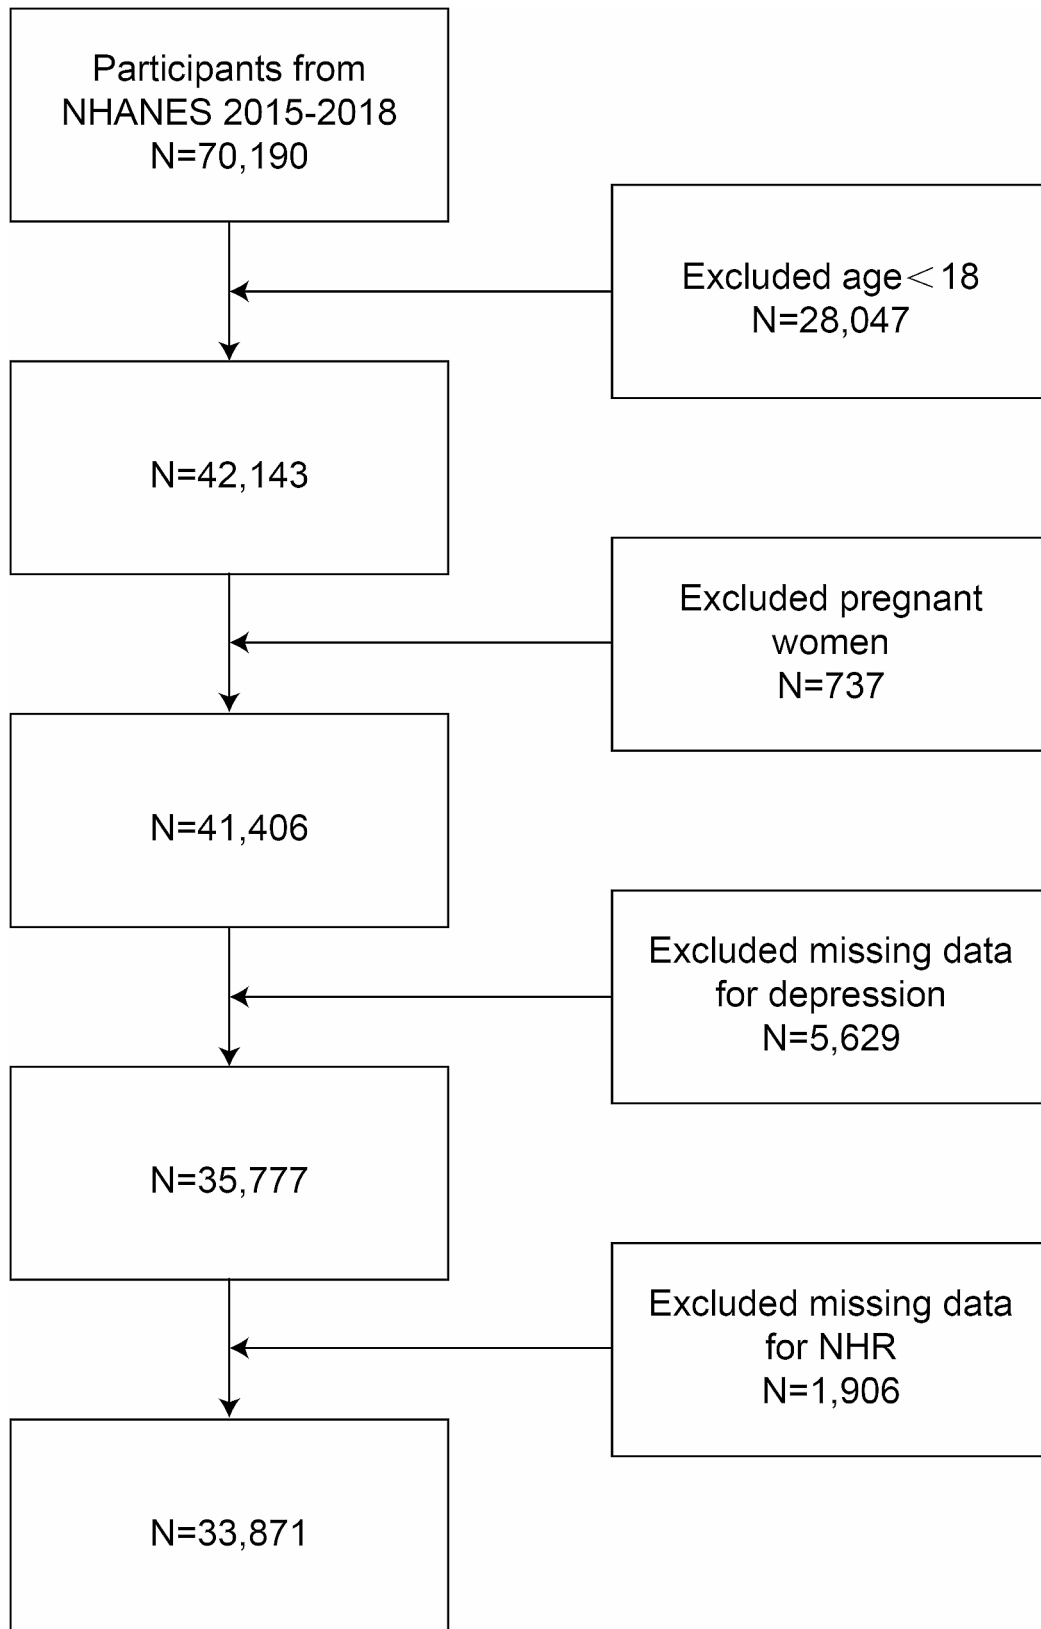 Participants from
NHANES 2015-2018
N=70,190
Excluded age<18
N=28,047
N=42,143
Excluded pregnant
women
N=737
N=41,406
Excluded missing data
for depression
N=5,629
N=35,777
Excluded missing data
for NHR
N=1,906
N=33,871